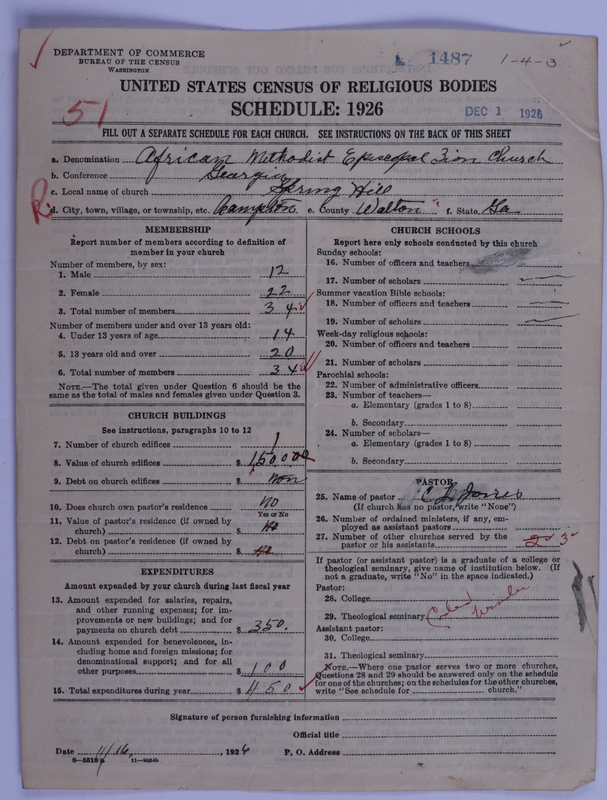 DEPARTMENT OF COMMERCE
BUREAU OF THE CENSUS
WASHINGTON
1487
1-4-3
UNITED STATES CENSUS OF RELIGIOUS BODIES
SCHEDULE: 1926
51
DEC 1 1926
FILL OUT A SEPARATE SCHEDULE FOR EACH CHURCH. SEE INSTRUCTIONS ON THE BACK OF THIS SHEET
a. Denomination African Methodist Episcopal Zion Church
b. Conference Georgia
c. Local name of church Spring Hill
R
d. City, town, village, or township, etc. Campton e. County Walton f. State Ga
MEMBERSHIP
Report number of members according to definition of
member in your church
Number of members, by sex:
1. Male 12
2. Female 22
3. Total number of members 34
Number of members under and over 13 years old:
4. Under 13 years of age 14
5. 13 years old and over 20
6. Total number of members 34
NOTE.—The total given under Question 6 should be
same as the total of males and females given under Question 3.
CHURCH BUILDINGS
See instructions, paragraphs 10 to 12
7. Number of church edifices 1
8. Value of church edifices $ 150,000
9. Debt on church edifices $ Non
10. Does church own pastor's residence NO
Yes or No
11. Value of pastor's residence (if owned by
church) $ No
12. Debt on pastor's residence (if owned by
church) $ No
EXPENDITURES
Amount expended by your church during last fiscal year
13. Amount expended for salaries, repairs,
and other running expenses; for im-
provements or new buildings; and for
payments on church debt $ 350.
14. Amount expended for benevolences, in-
cluding home and foreign missions; for
denominational support; and for all
other purposes $ 100
15. Total expenditures during year $ 450
CHURCH SCHOOLS
Report here only schools conducted by this church
Sunday schools:
16. Number of officers and teachers
17. Number of scholars
Summer vacation Bible schools:
18. Number of officers and teachers
19. Number of scholars
Week-day religious schools:
20. Number of officers and teachers
21. Number of scholars
Parochial schools:
22. Number of administrative officers
23. Number of teachers—
a. Elementary (grades 1 to 8)
b. Secondary
24. Number of scholars—
a. Elementary (grades 1 to 8)
b. Secondary
PASTOR
25. Name of pastor Jones
(If church has no pastor, write "None")
26. Number of ordained ministers, if any, em-
ployed as assistant pastors
27. Number of other churches served by the
pastor or his assistants 2 3
If pastor (or assistant pastor) is a graduate of a college or
theological seminary, give name of institution below. (If
not a graduate, write "No" in the space indicated.)
Pastor:
28. College
29. Theological seminary
Assistant pastor:
30. College
31. Theological seminary
NOTE.—Where one pastor serves two or more churches,
Questions 28 and 29 should be answered only on the schedule
for one of the churches; on the schedules for the other churches,
write "See schedule for church."
Signature of person furnishing information
Official title
Date 11/16, 1926 P. O. Address